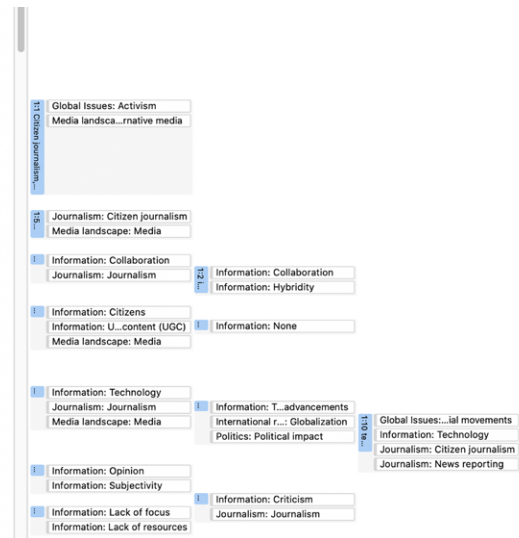 1:1 Citizen journalism,...
Global Issues: Activism
Media landsca...rnative media
1:5...
Journalism: Citizen journalism
Media landscape: Media
Information: Collaboration
Journalism: Journalism
1:2 i...
Information: Collaboration
Information: Hybridity
Information: Citizens
Information: U...content (UGC)
Media landscape: Media
Information: None
Information: Technology
Journalism: Journalism
Media landscape: Media
Information: T...advancements
International r...: Globalization
Politics: Political impact
1:10 te...
Global Issues:...ial movements
Information: Technology
Journalism: Citizen journalism
Journalism: News reporting
Information: Opinion
Information: Subjectivity
Information: Criticism
Journalism: Journalism
Information: Lack of focus
Information: Lack of resources